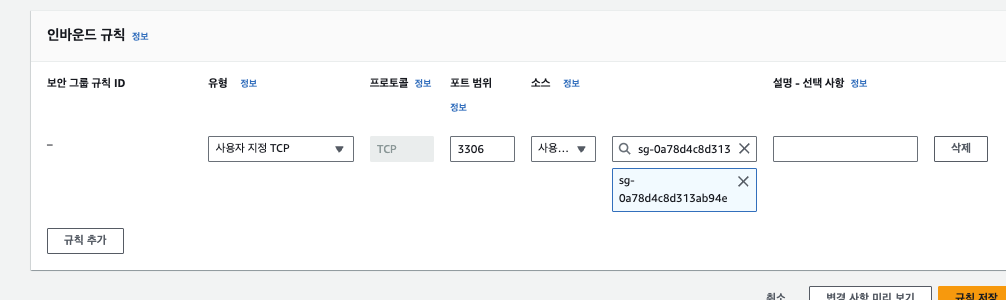 인바운드 규칙 정보
보안 그룹 규칙 ID
유형 정보
프로토콜 정보
포트 범위
정보
소스 정보
설명 - 선택 사항 정보
–
사용자 지정 TCP
TCP
3306
사용...
sg-0a78d4c8d313
삭제
sg-
0a78d4c8d313ab94e
규칙 추가
취소
변경 사항 미리 보기
규칙 저장